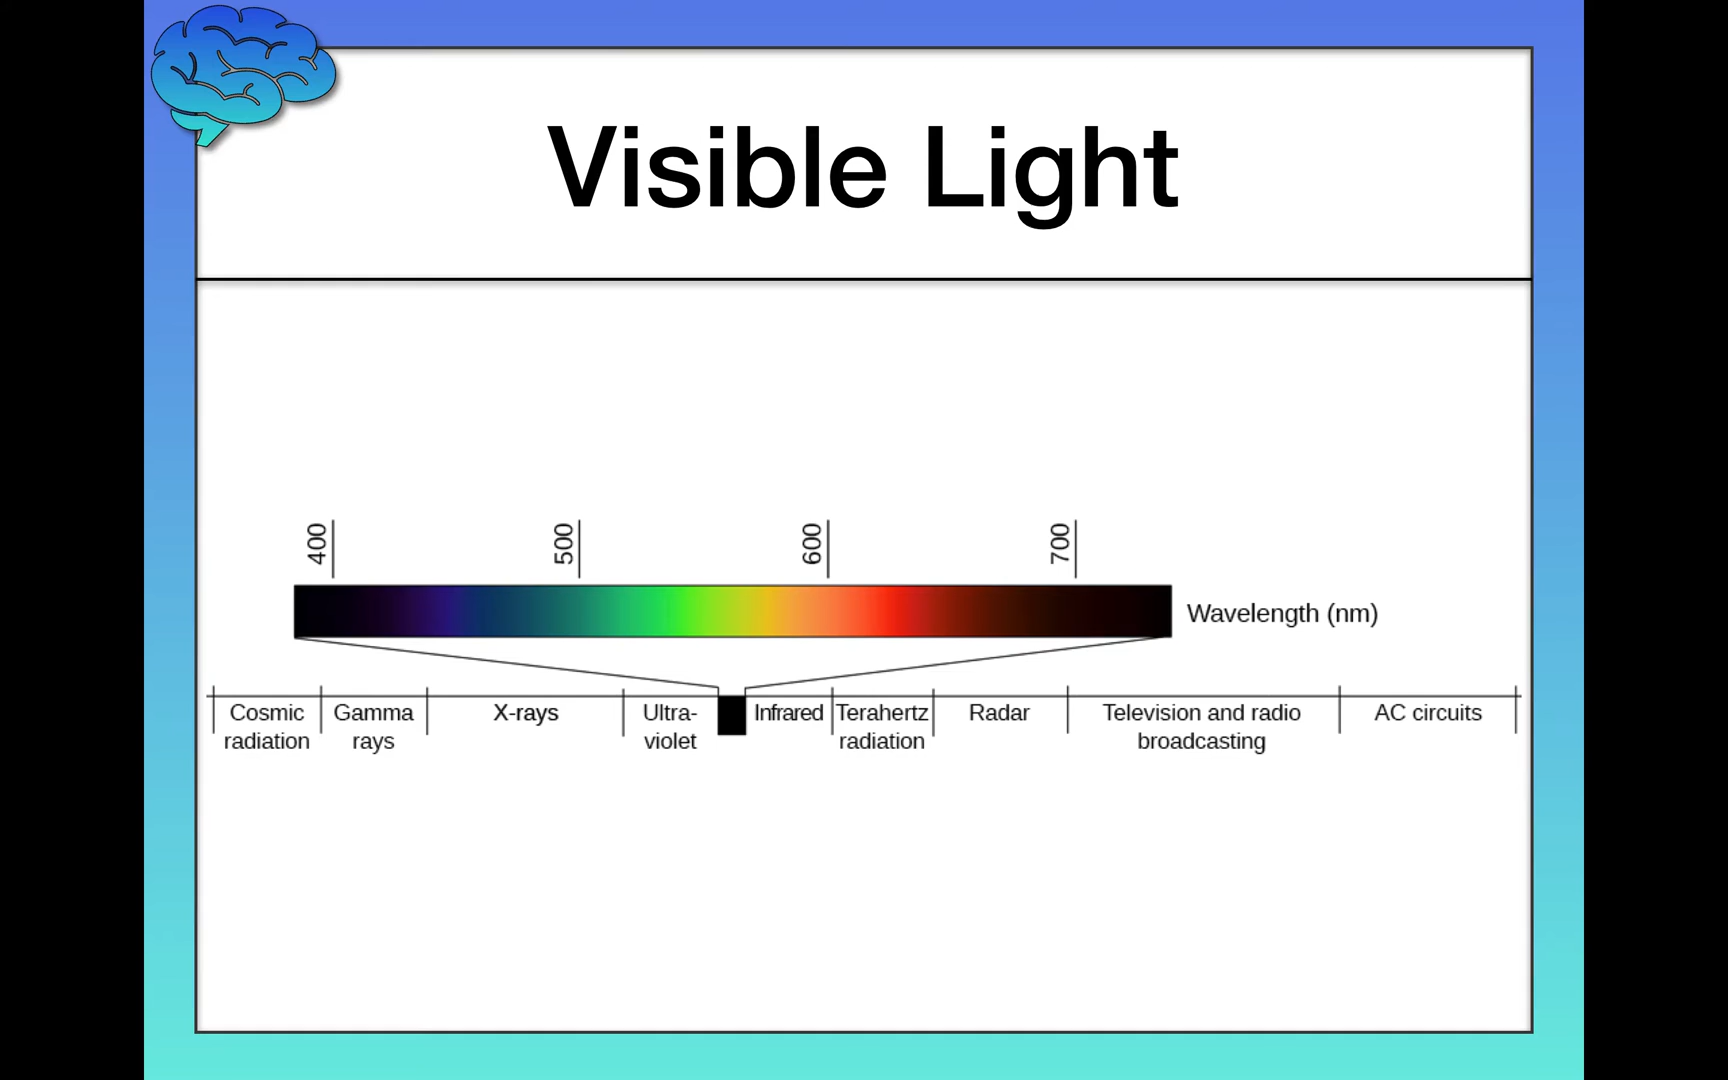 Visible Light
400
500
600
700
Wavelength (nm)
Cosmic
radiation
Gamma
rays
X-rays
Ultra-
violet
Infrared
Terahertz
radiation
Radar
Television and radio
broadcasting
AC circuits